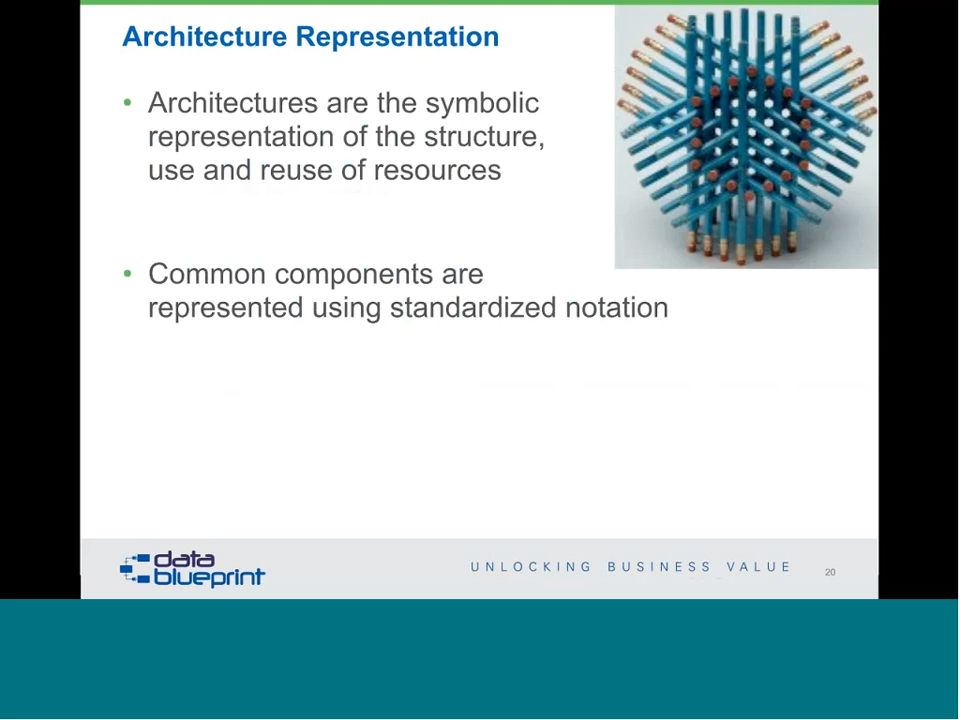 Architecture Representation
• Architectures are the symbolic
representation of the structure,
use and reuse of resources
• Common components are
represented using standardized notation
data
blueprint
UNLOCKING BUSINESS VALUE
20